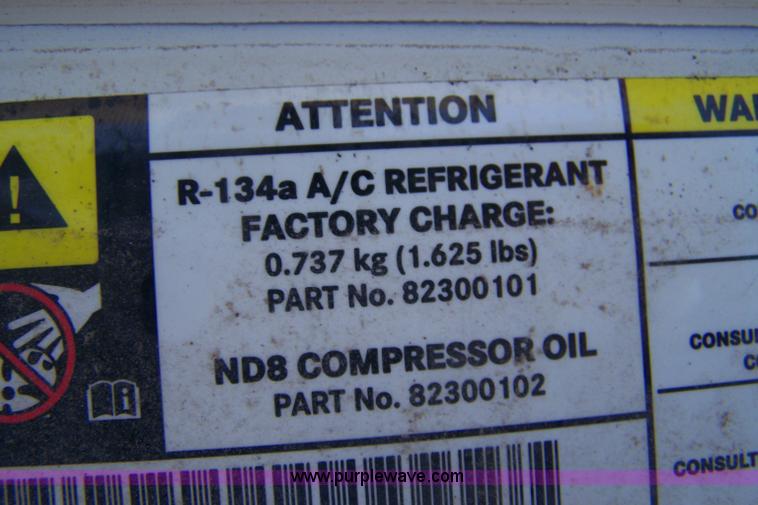 ATTENTION
R-134a A/C REFRIGERANT
FACTORY CHARGE:
0.737 kg (1.625 lbs)
PART No. 82300101
ND8 COMPRESSOR OIL
PART No. 82300102
WA
CO
CONSU
CO
CONSULT
www.purplewave.com